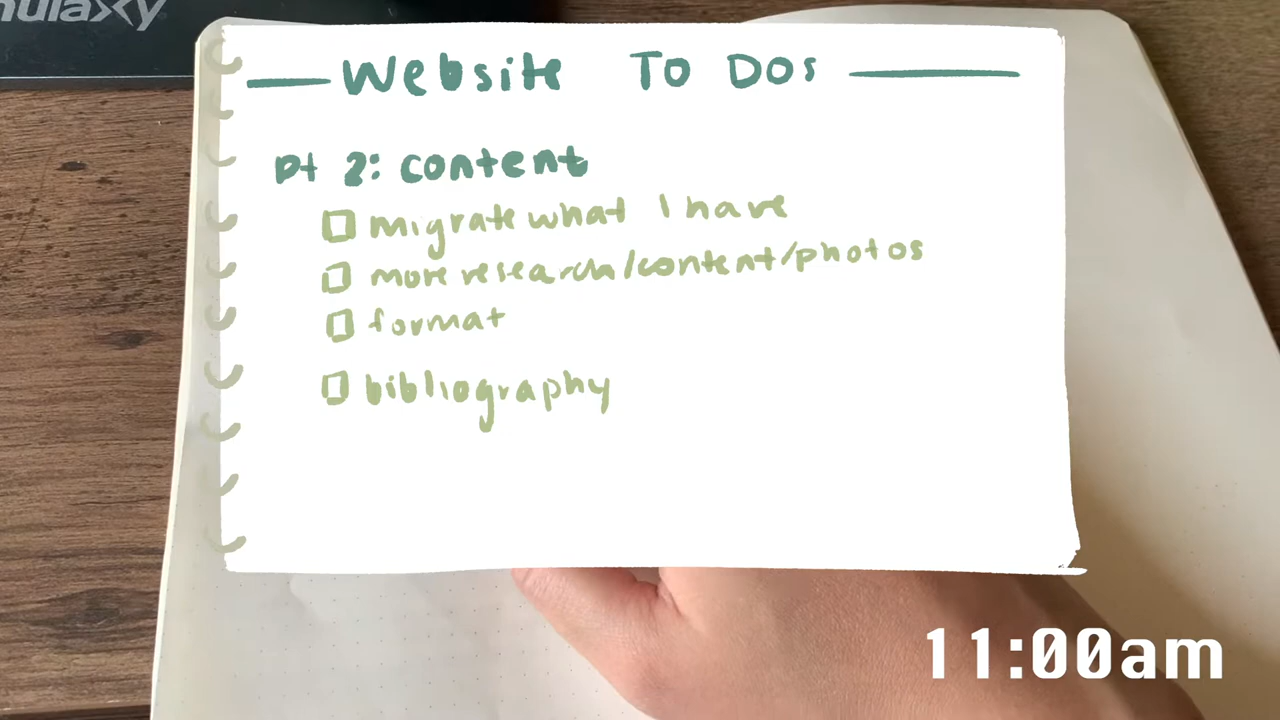 — Website To Dos —
pt 2: content
☐ migrate what I have
☐ more research/content/photos
☐ format
☐ bibliography
11:00am